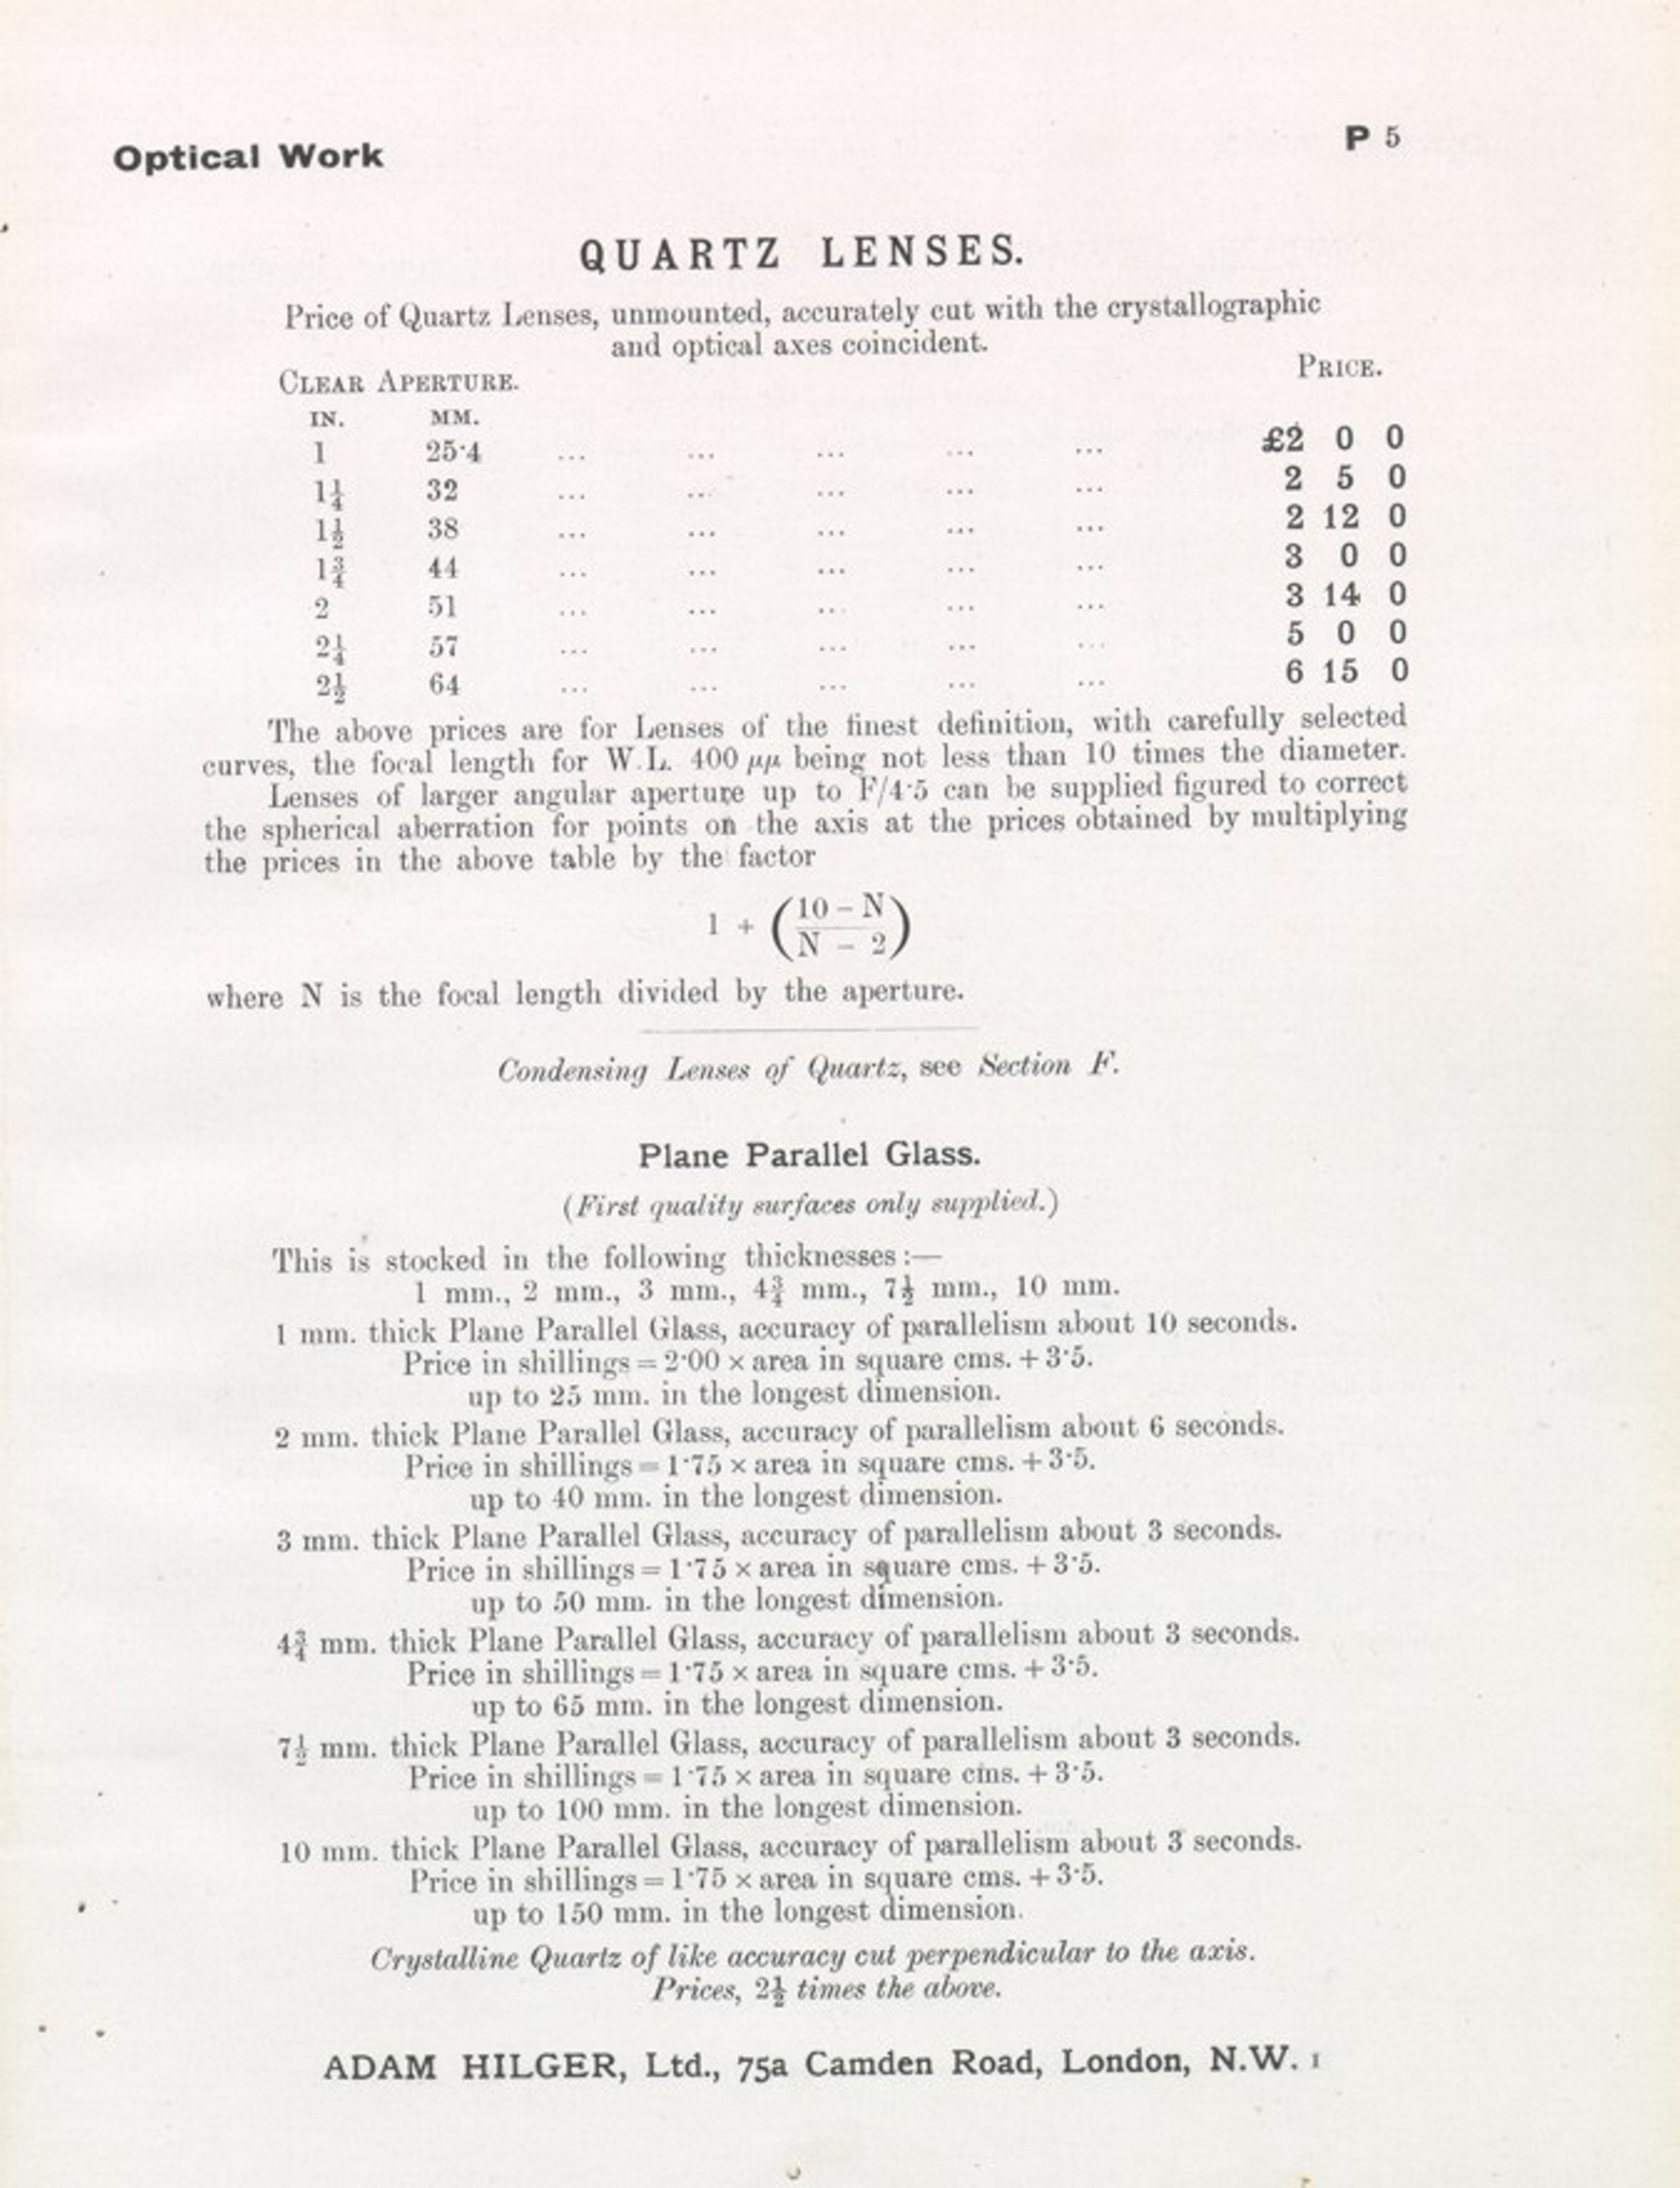 Optical Work
P 5
QUARTZ LENSES.
Price of Quartz Lenses, unmounted, accurately cut with the crystallographic
and optical axes coincident.
CLEAR APERTURE. PRICE.
IN. MM.
1 25·4 ... ... ... ... ... £2 0 0
1¼ 32 ... ... ... ... ... 2 5 0
1½ 38 ... ... ... ... ... 2 12 0
1¾ 44 ... ... ... ... ... 3 0 0
2 51 ... ... ... ... ... 3 14 0
2¼ 57 ... ... ... ... ... 5 0 0
2½ 64 ... ... ... ... ... 6 15 0
The above prices are for Lenses of the finest definition, with carefully selected
curves, the focal length for W.L. 400 μμ being not less than 10 times the diameter.
Lenses of larger angular aperture up to F/4·5 can be supplied figured to correct
the spherical aberration for points on the axis at the prices obtained by multiplying
the prices in the above table by the factor
1 + (10 – N / N – 2)
where N is the focal length divided by the aperture.
Condensing Lenses of Quartz, see Section F.
Plane Parallel Glass.
(First quality surfaces only supplied.)
This is stocked in the following thicknesses :—
1 mm., 2 mm., 3 mm., 4¾ mm., 7½ mm., 10 mm.
1 mm. thick Plane Parallel Glass, accuracy of parallelism about 10 seconds.
Price in shillings = 2·00 × area in square cms. + 3·5.
up to 25 mm. in the longest dimension.
2 mm. thick Plane Parallel Glass, accuracy of parallelism about 6 seconds.
Price in shillings = 1·75 × area in square cms. + 3·5.
up to 40 mm. in the longest dimension.
3 mm. thick Plane Parallel Glass, accuracy of parallelism about 3 seconds.
Price in shillings = 1·75 × area in square cms. + 3·5.
up to 50 mm. in the longest dimension.
4¾ mm. thick Plane Parallel Glass, accuracy of parallelism about 3 seconds.
Price in shillings = 1·75 × area in square cms. + 3·5.
up to 65 mm. in the longest dimension.
7½ mm. thick Plane Parallel Glass, accuracy of parallelism about 3 seconds.
Price in shillings = 1·75 × area in square cms. + 3·5.
up to 100 mm. in the longest dimension.
10 mm. thick Plane Parallel Glass, accuracy of parallelism about 3 seconds.
Price in shillings = 1·75 × area in square cms. + 3·5.
up to 150 mm. in the longest dimension.
Crystalline Quartz of like accuracy cut perpendicular to the axis.
Prices, 2½ times the above.
ADAM HILGER, Ltd., 75a Camden Road, London, N.W. 1